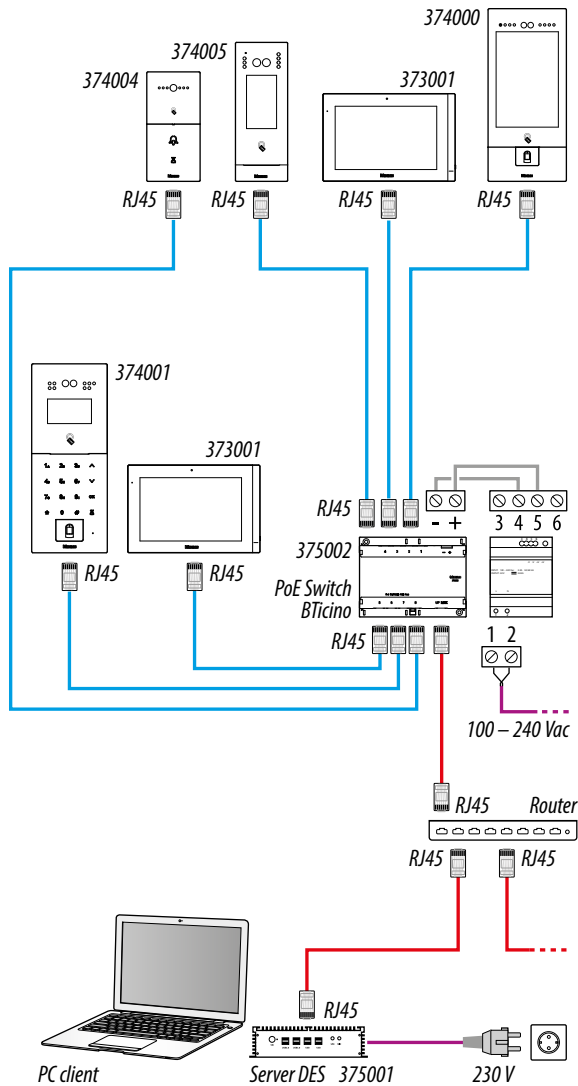 374000
374005
374004
373001
RJ45
RJ45
RJ45
RJ45
374001
373001
RJ45
- +
3 4 5 6
375002
RJ45
RJ45
PoE Switch
BTicino
RJ45
1 2
100 – 240 Vac
RJ45
Router
RJ45
RJ45
RJ45
PC client
Server DES
375001
230 V